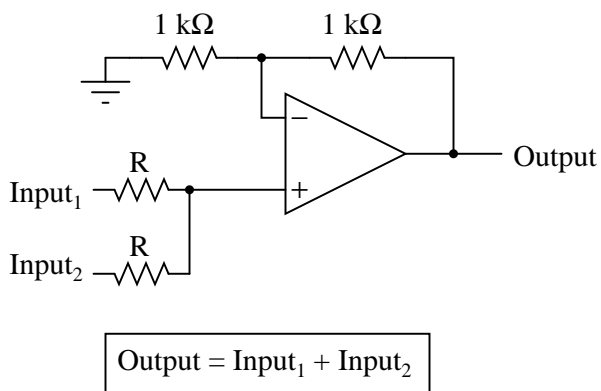 1 kΩ 1 kΩ
−
Output
R
+
Input₁
R
Input₂
Output = Input₁ + Input₂